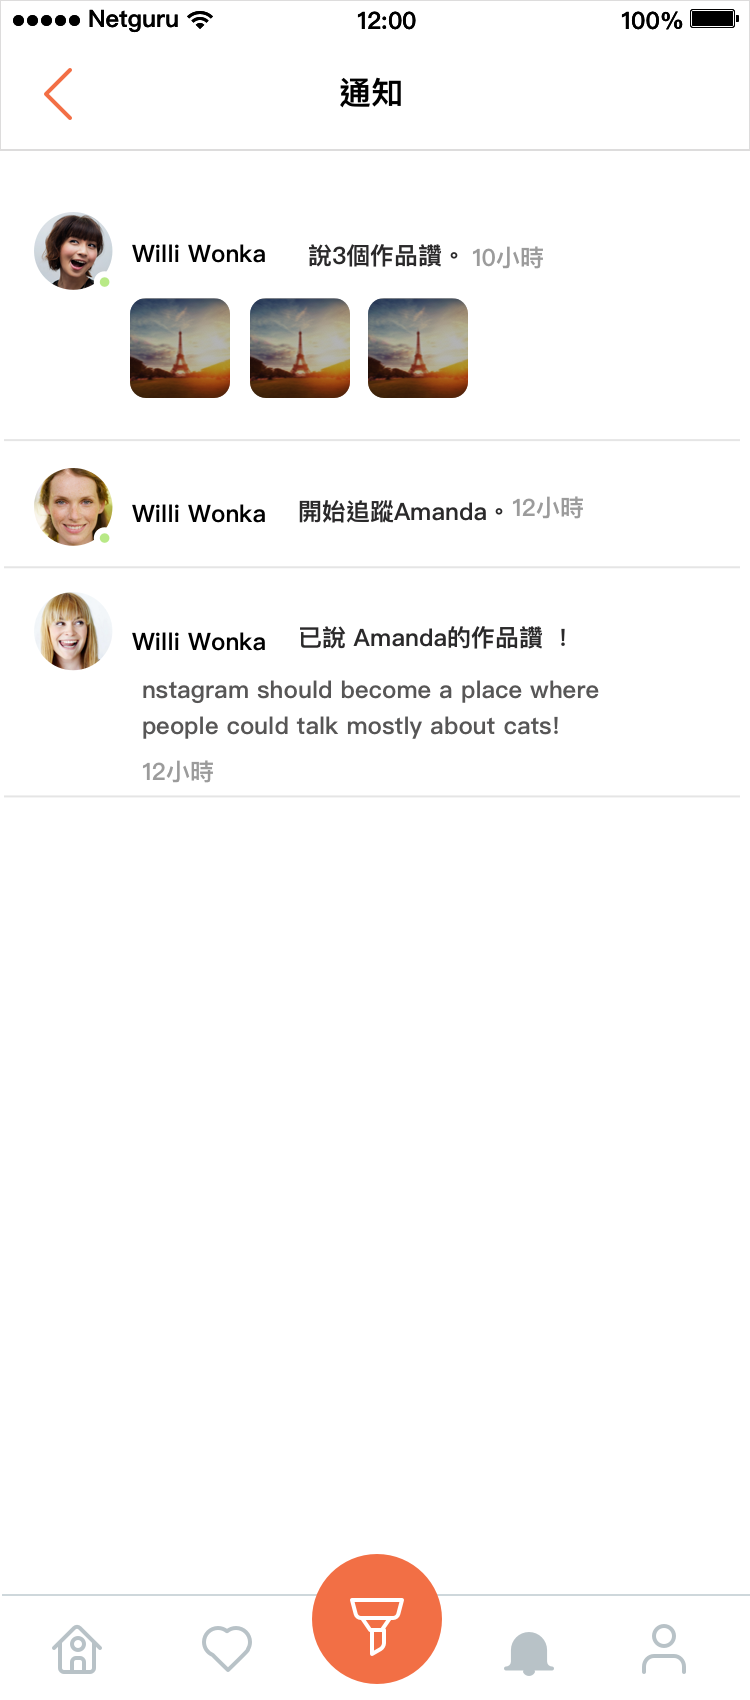 Netguru 12:00 100%
通知
Willi Wonka 說3個作品讚。 10小時
Willi Wonka 開始追蹤Amanda。 12小時
Willi Wonka 已說 Amanda的作品讚 ！
nstagram should become a place where
people could talk mostly about cats!
12小時